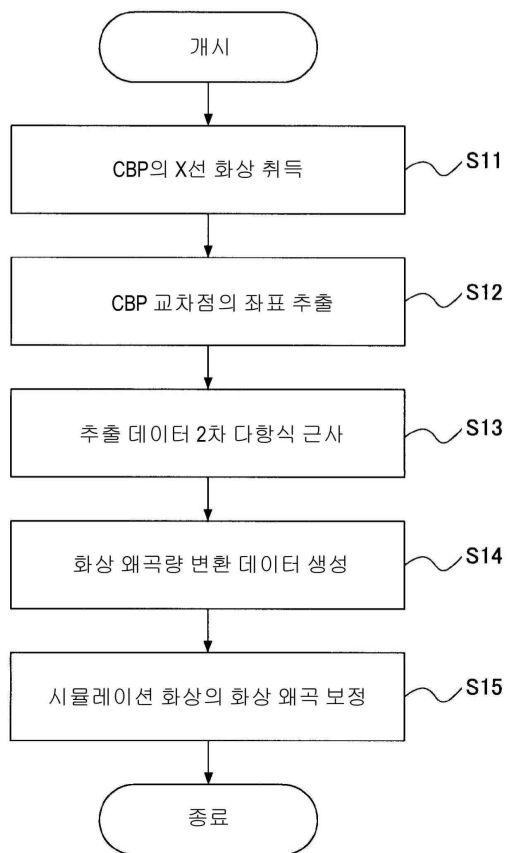 개시
CBP의 X선 화상 취득
S11
CBP 교차점의 좌표 추출
S12
추출 데이터 2차 다항식 근사
S13
화상 왜곡량 변환 데이터 생성
S14
시뮬레이션 화상의 화상 왜곡 보정
S15
종료